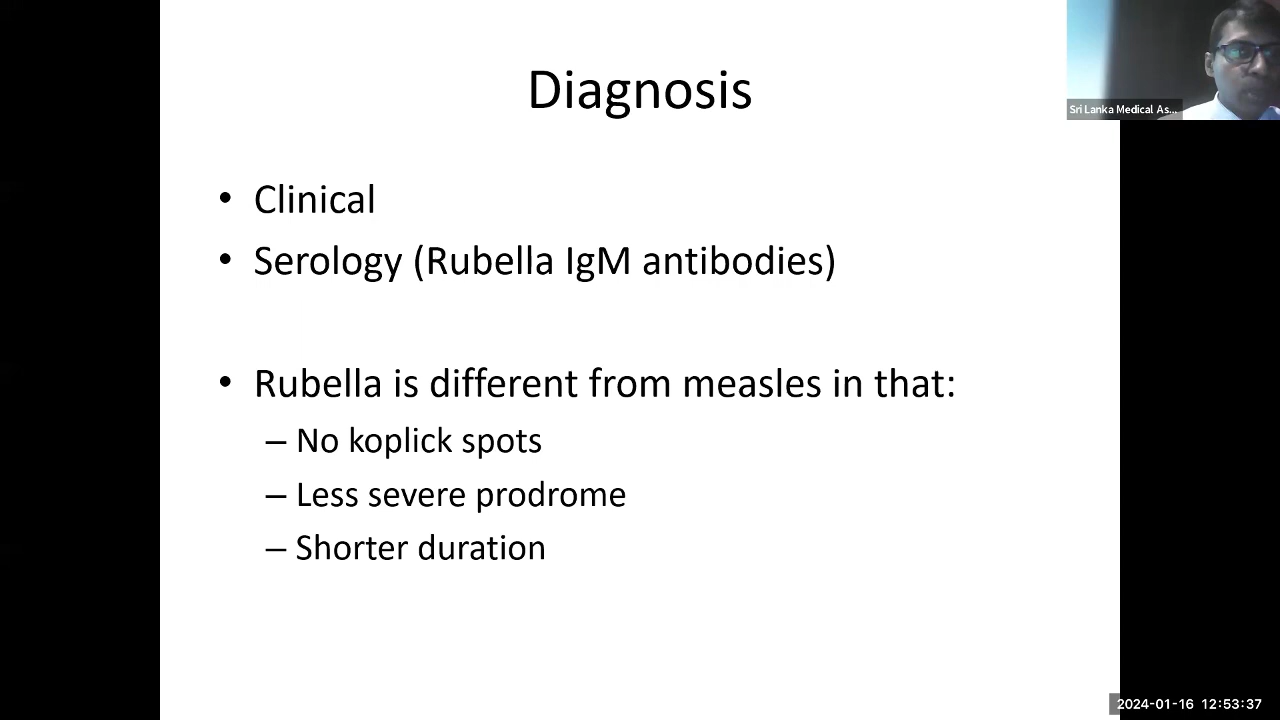 Diagnosis
Sri Lanka Medical As...
• Clinical
• Serology (Rubella IgM antibodies)
• Rubella is different from measles in that:
– No koplick spots
– Less severe prodrome
– Shorter duration
2024-01-16 12:53:37